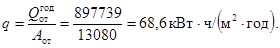 q = Q_от^год / A_от = 897739 / 13080 = 68,6 кВт · ч/(м² · год).